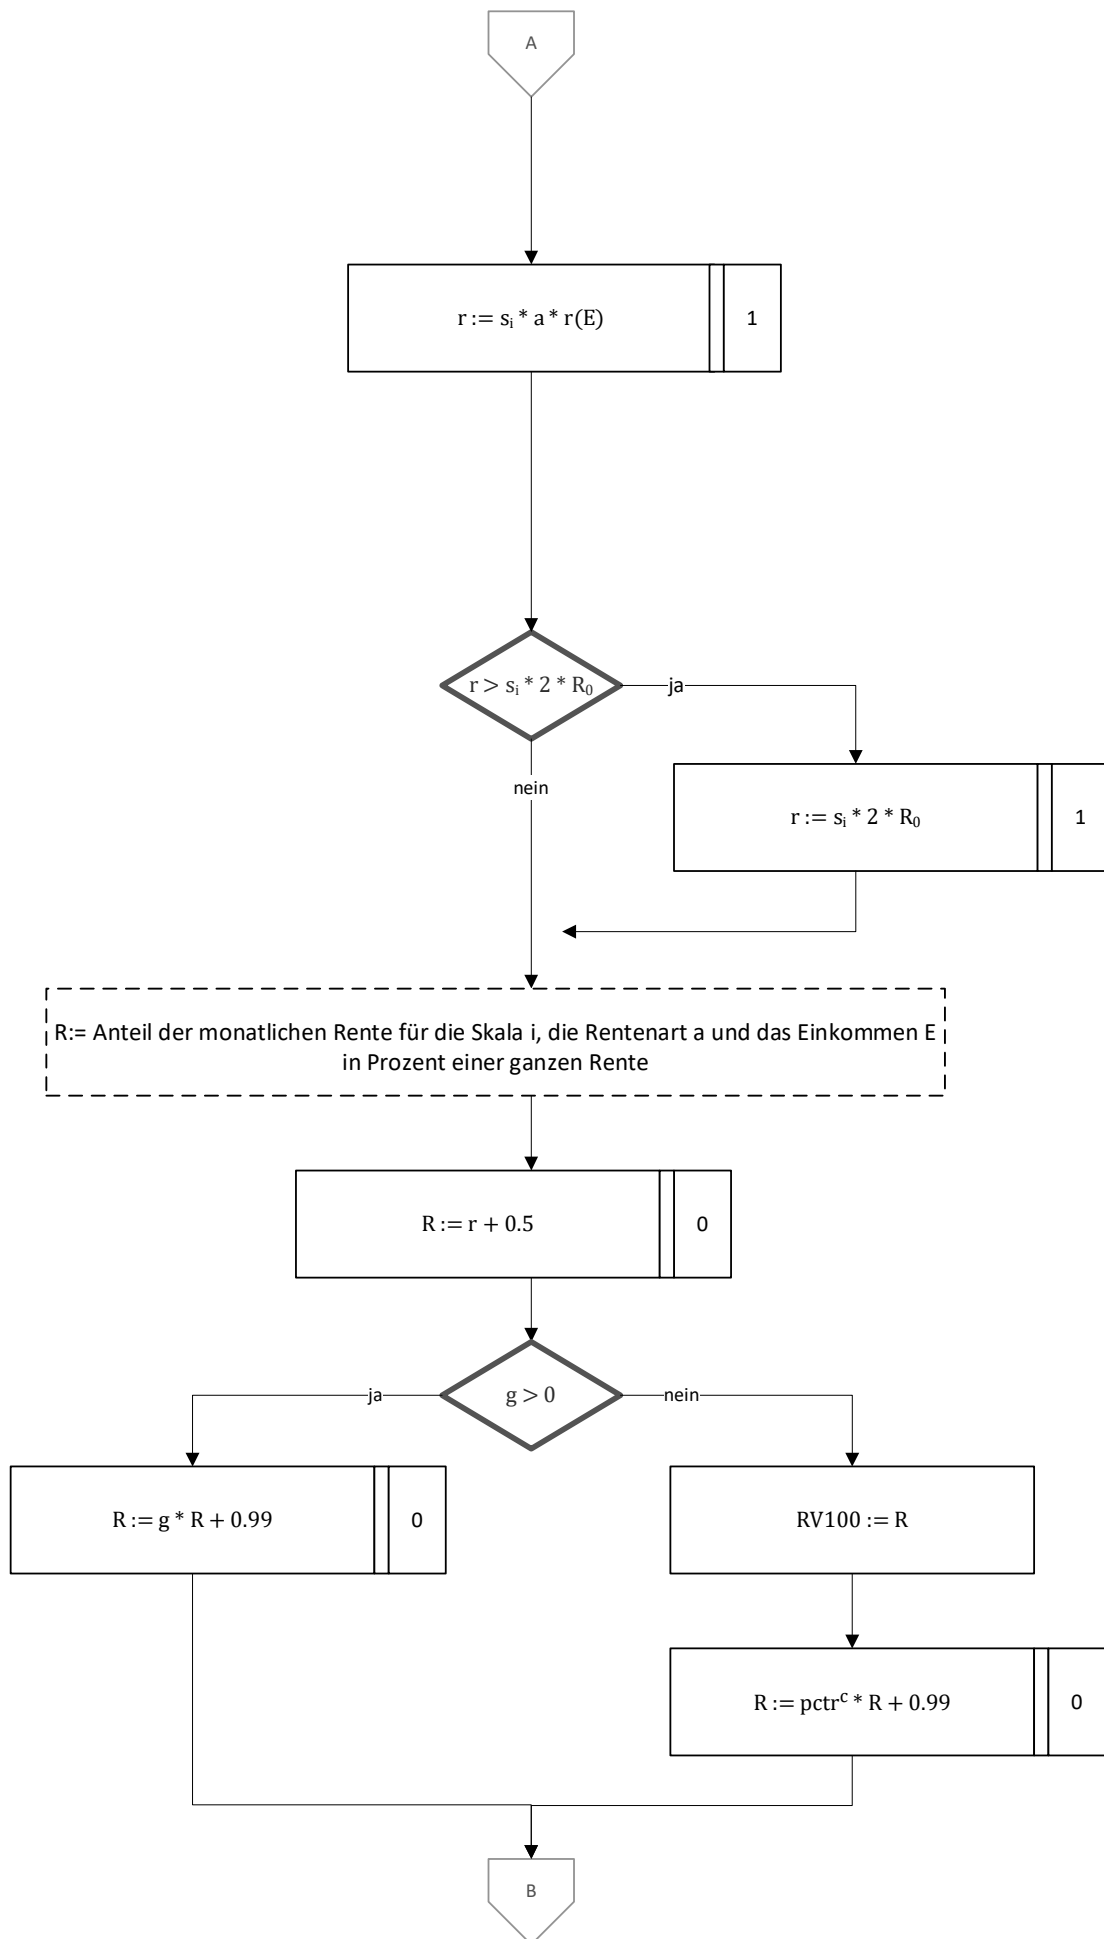 A
r := sᵢ * a * r(E)
1
r > sᵢ * 2 * R₀
ja
nein
r := sᵢ * 2 * R₀
1
R:= Anteil der monatlichen Rente für die Skala i, die Rentenart a und das Einkommen E
in Prozent einer ganzen Rente
R := r + 0.5
0
g > 0
ja
nein
R := g * R + 0.99
0
RV100 := R
R := pctrᶜ * R + 0.99
0
B